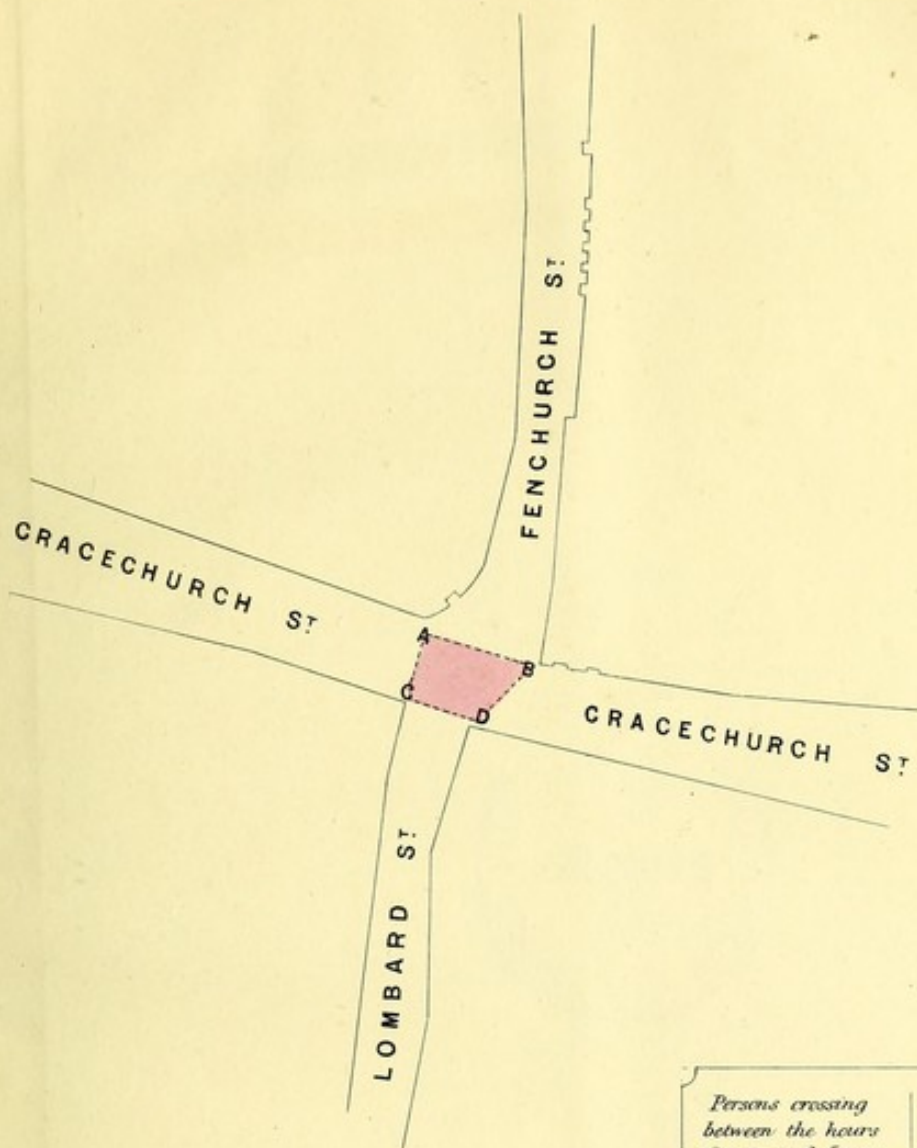 FENCHURCH ST
CRACECHURCH ST
A
B
C
D
CRACECHURCH ST
LOMBARD ST
Persons crossing
between the hours